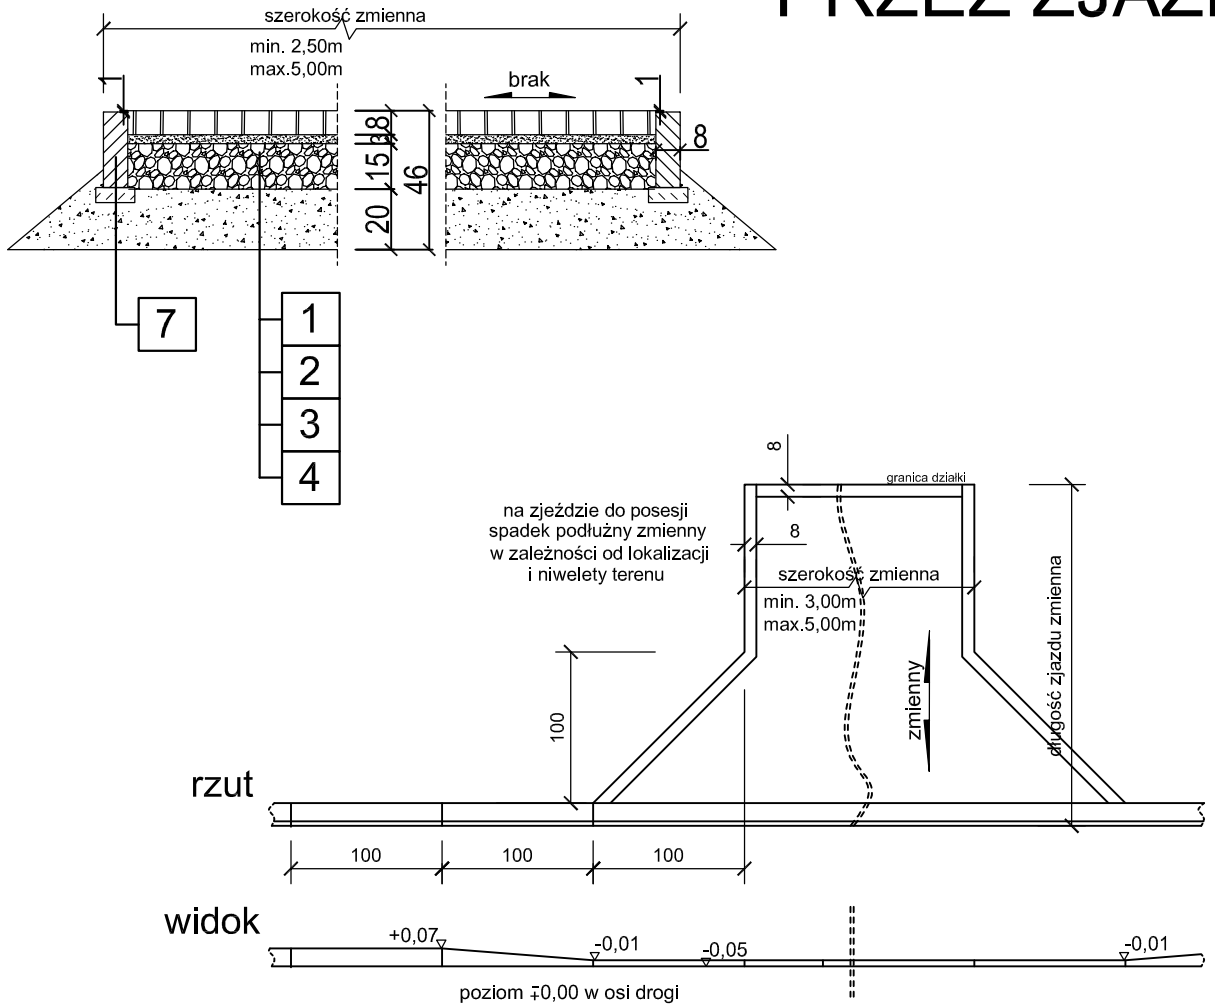 PRZEZ ZJAZ
szerokość zmienna
min. 2,50m
max.5,00m
1
brak
1
8
3
15
20
46
8
7
1
2
3
4
8
granica działki
na zjeździe do posesji
spadek podłużny zmienny
w zależności od lokalizacji
i niwelety terenu
8
szerokość zmienna
min. 3,00m
max.5,00m
zmienny
długość zjazdu zmienna
100
rzut
100
100
100
widok
+0,07
-0,01
-0,05
-0,01
poziom ∓0,00 w osi drogi